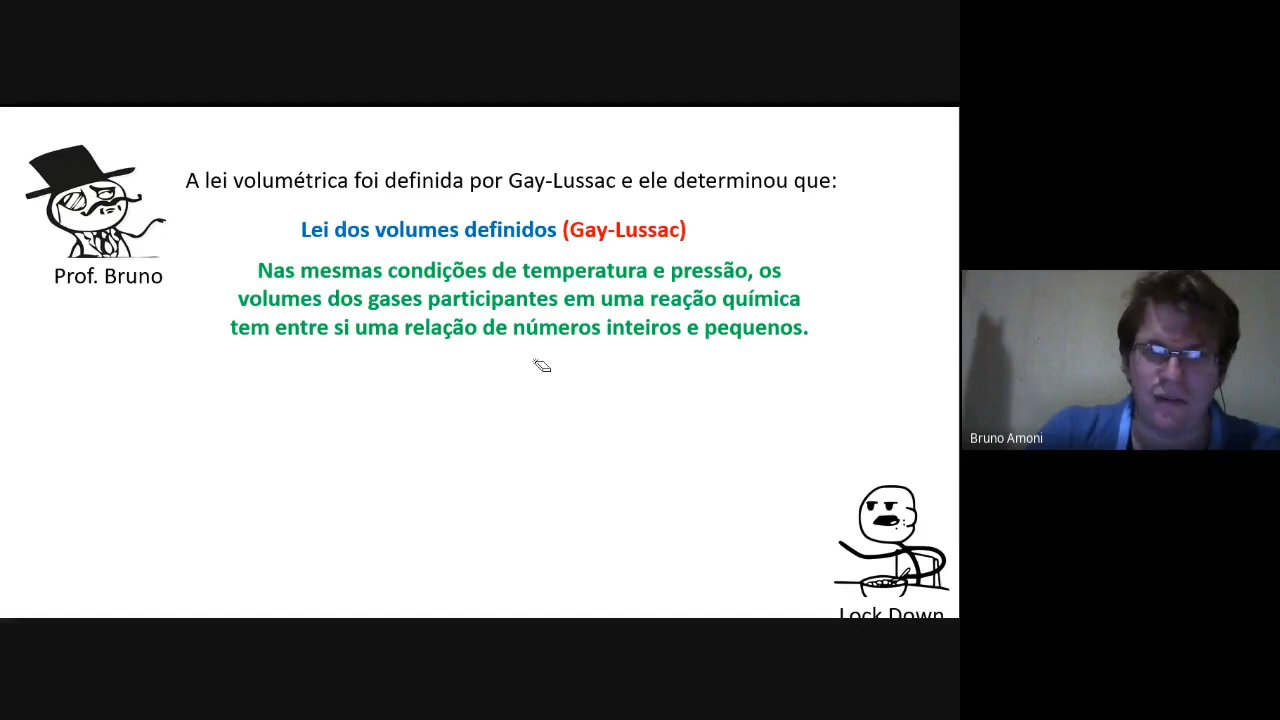 A lei volumétrica foi definida por Gay-Lussac e ele determinou que:
Lei dos volumes definidos (Gay-Lussac)
Prof. Bruno
Nas mesmas condições de temperatura e pressão, os
volumes dos gases participantes em uma reação química
tem entre si uma relação de números inteiros e pequenos.
Bruno Amoni
Lock Down